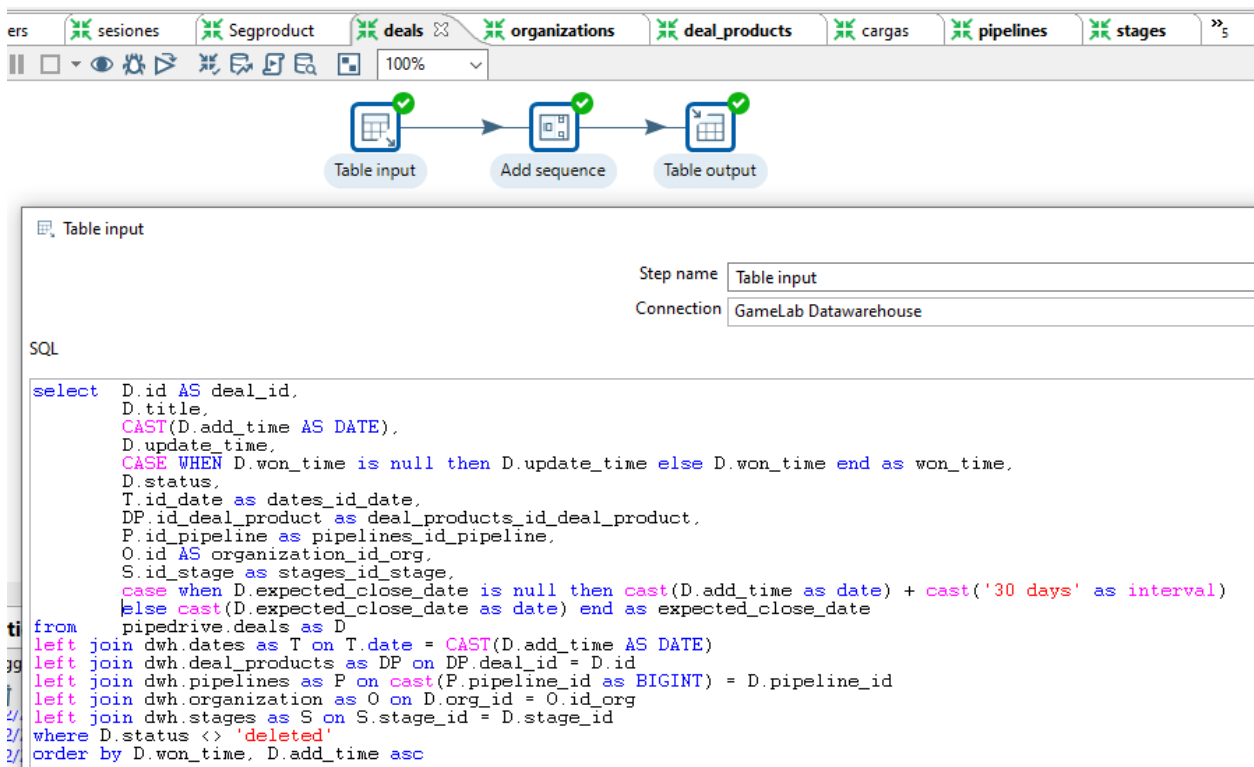 ers sesiones Segproduct deals organizations deal_products cargas pipelines stages » 5
100%
Table input Add sequence Table output
Table input
Step name Table input
Connection GameLab Datawarehouse
SQL
select D.id AS deal_id,
D.title,
CAST(D.add_time AS DATE),
D.update_time,
CASE WHEN D.won_time is null then D.update_time else D.won_time end as won_time,
D.status,
T.id_date as dates_id_date,
DP.id_deal_product as deal_products_id_deal_product,
P.id_pipeline as pipelines_id_pipeline,
O.id AS organization_id_org,
S.id_stage as stages_id_stage,
case when D.expected_close_date is null then cast(D.add_time as date) + cast('30 days' as interval)
else cast(D.expected_close_date as date) end as expected_close_date
ti from pipedrive.deals as D
left join dwh.dates as T on T.date = CAST(D.add_time AS DATE)
left join dwh.deal_products as DP on DP.deal_id = D.id
left join dwh.pipelines as P on cast(P.pipeline_id as BIGINT) = D.pipeline_id
left join dwh.organization as O on D.org_id = O.id_org
2/ left join dwh.stages as S on S.stage_id = D.stage_id
2/ where D.status <> 'deleted'
2/ order by D.won_time, D.add_time asc